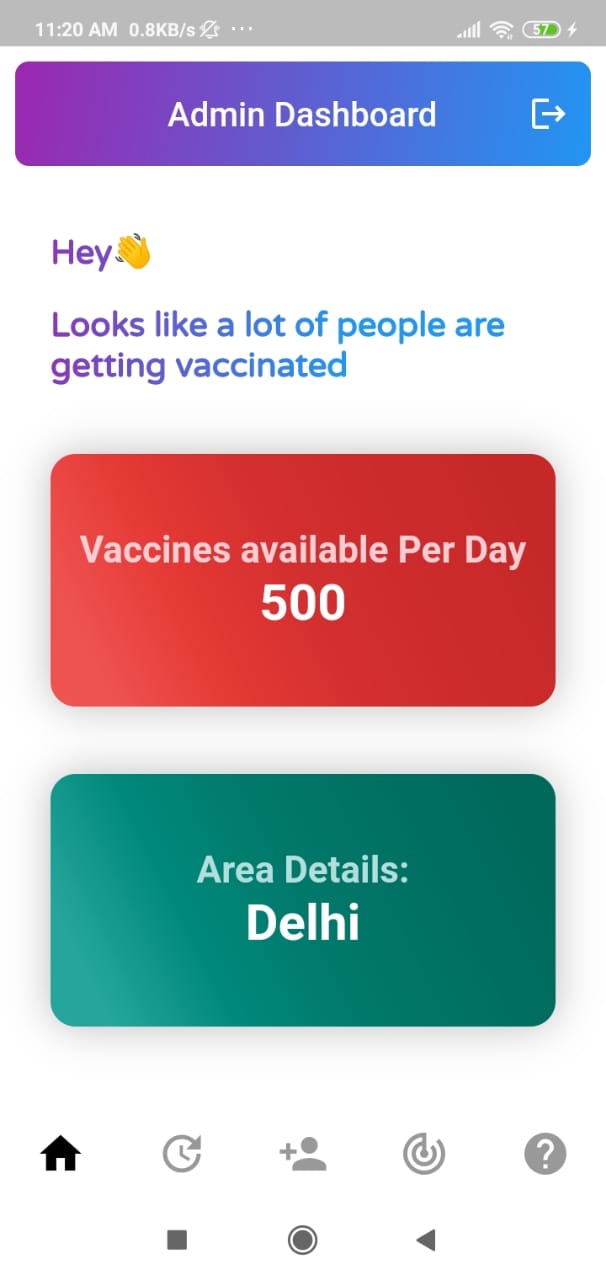 11:20 AM 0.8KB/s ... 57
Admin Dashboard
Hey👋
Looks like a lot of people are
getting vaccinated
Vaccines available Per Day
500
Area Details:
Delhi
?